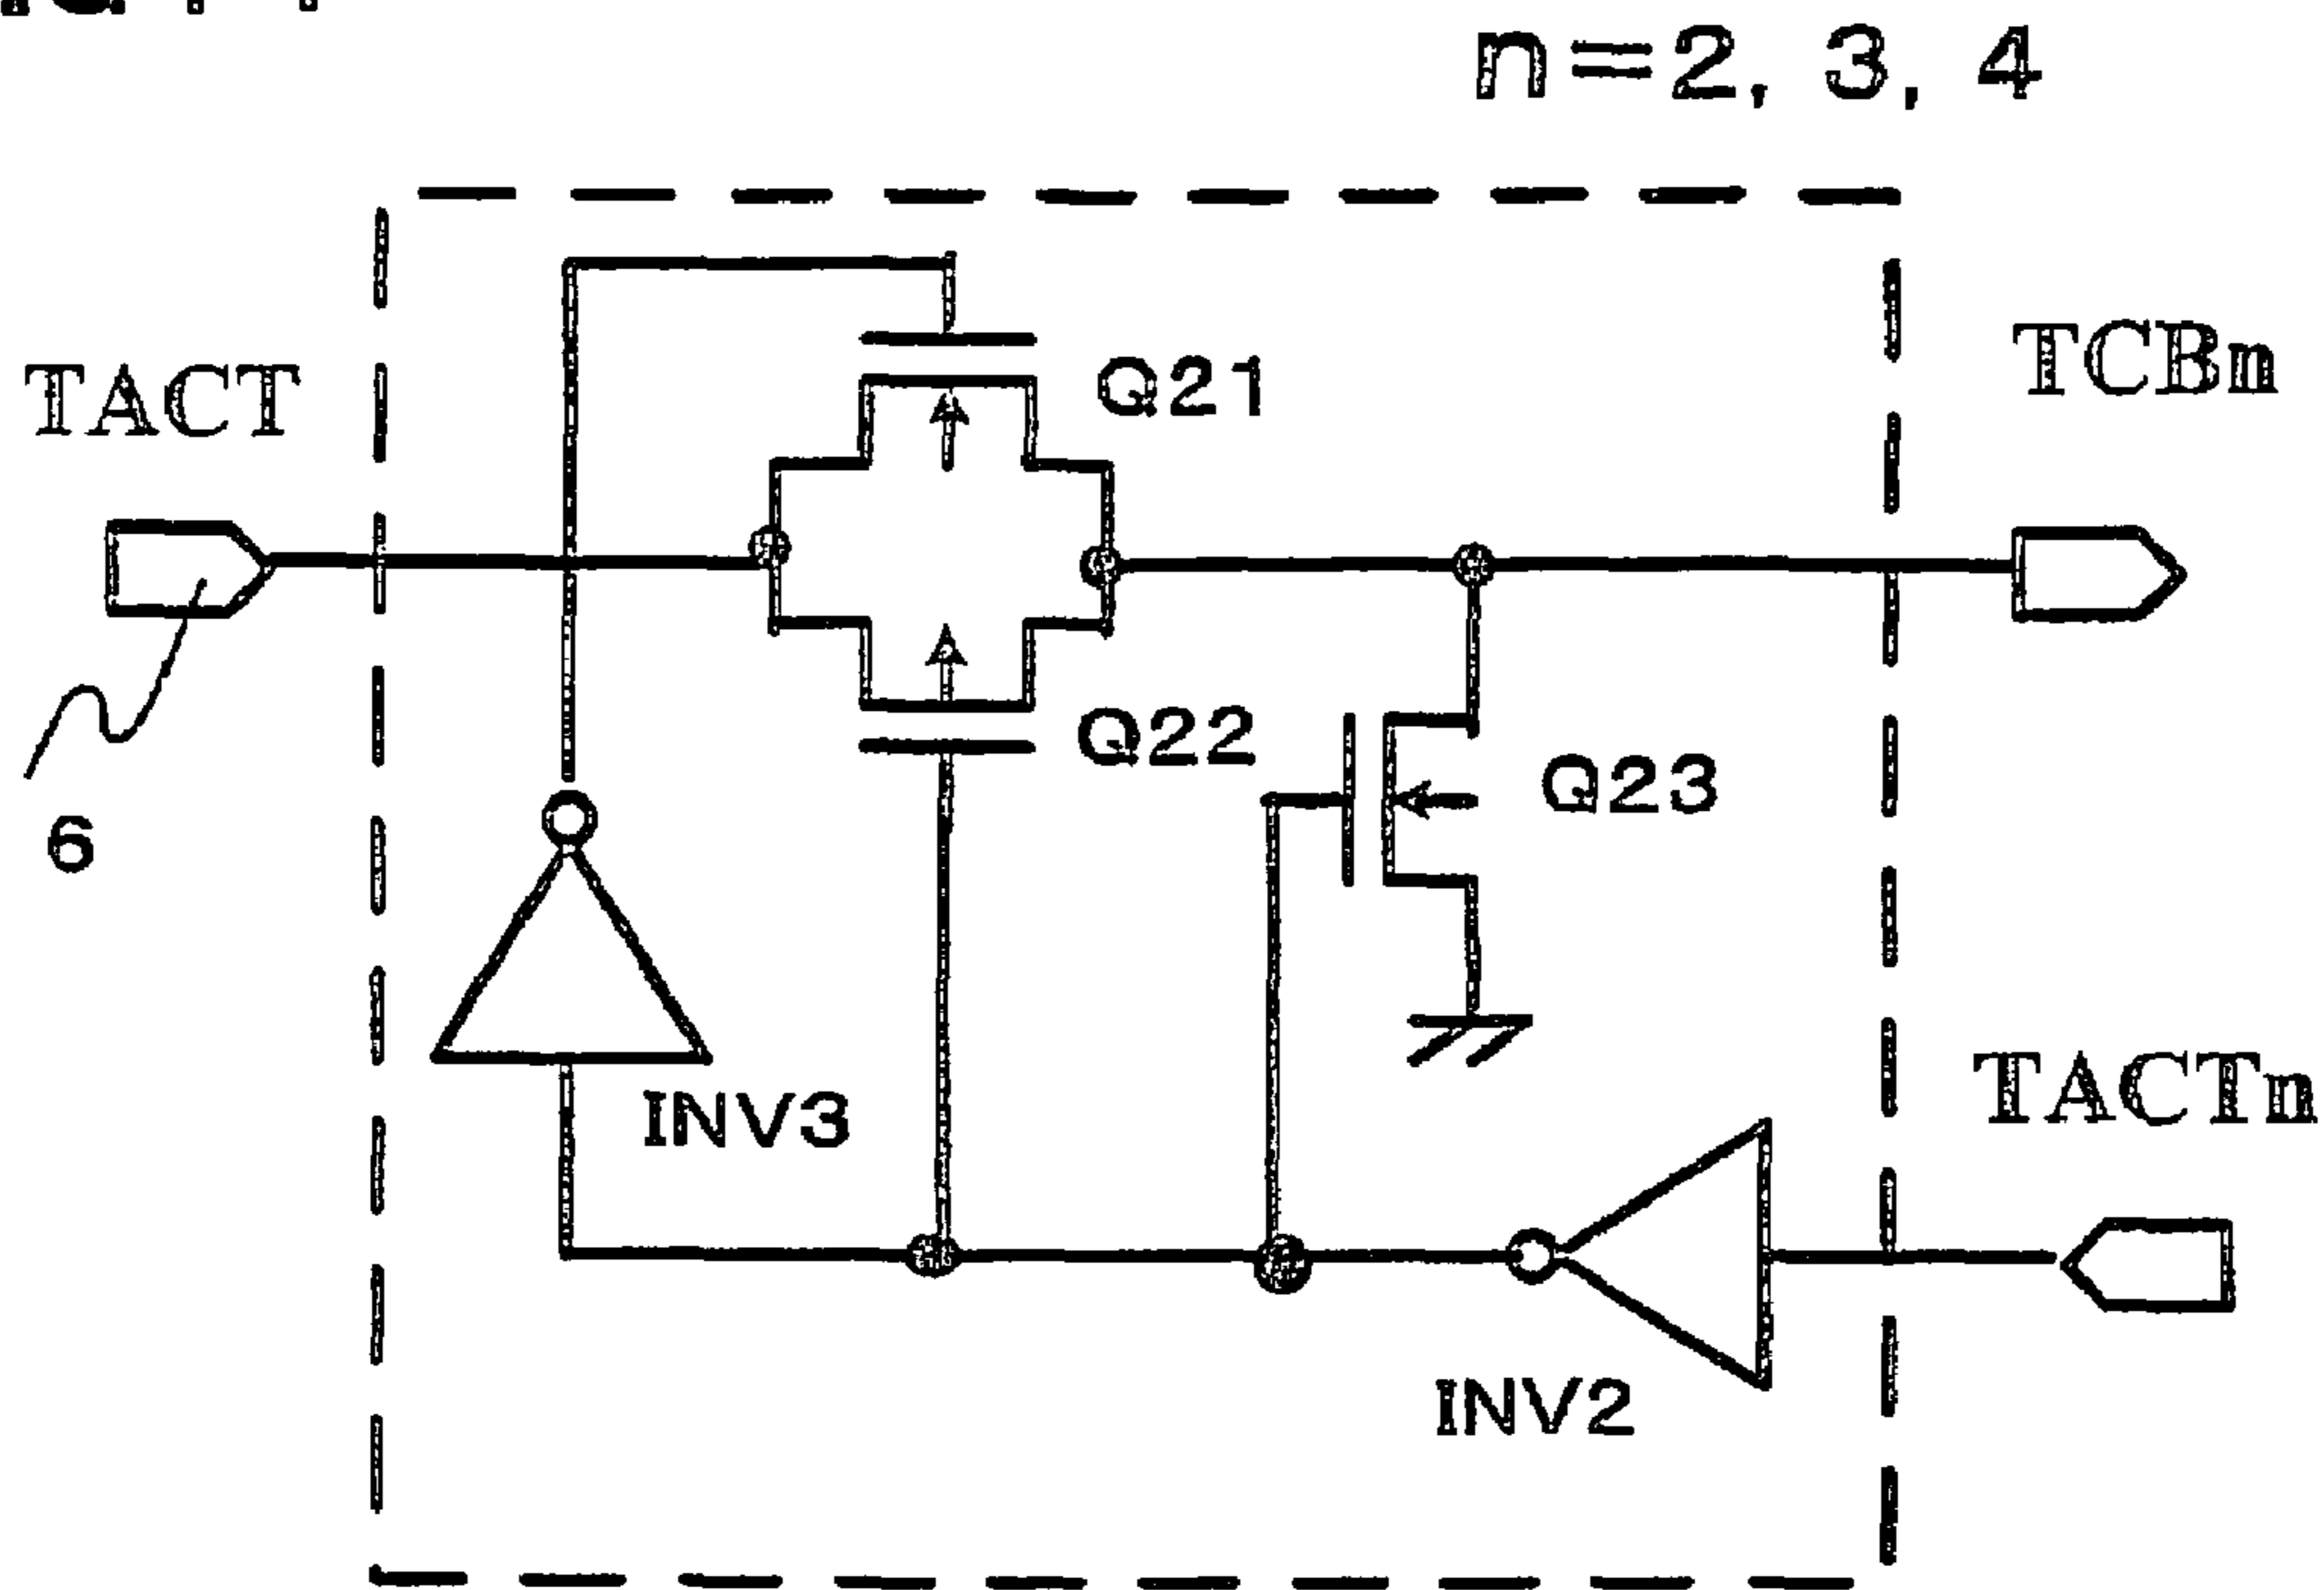 n=2, 3, 4
TACT
Q21
TCBn
Q22
Q23
6
INV3
TACTn
INV2